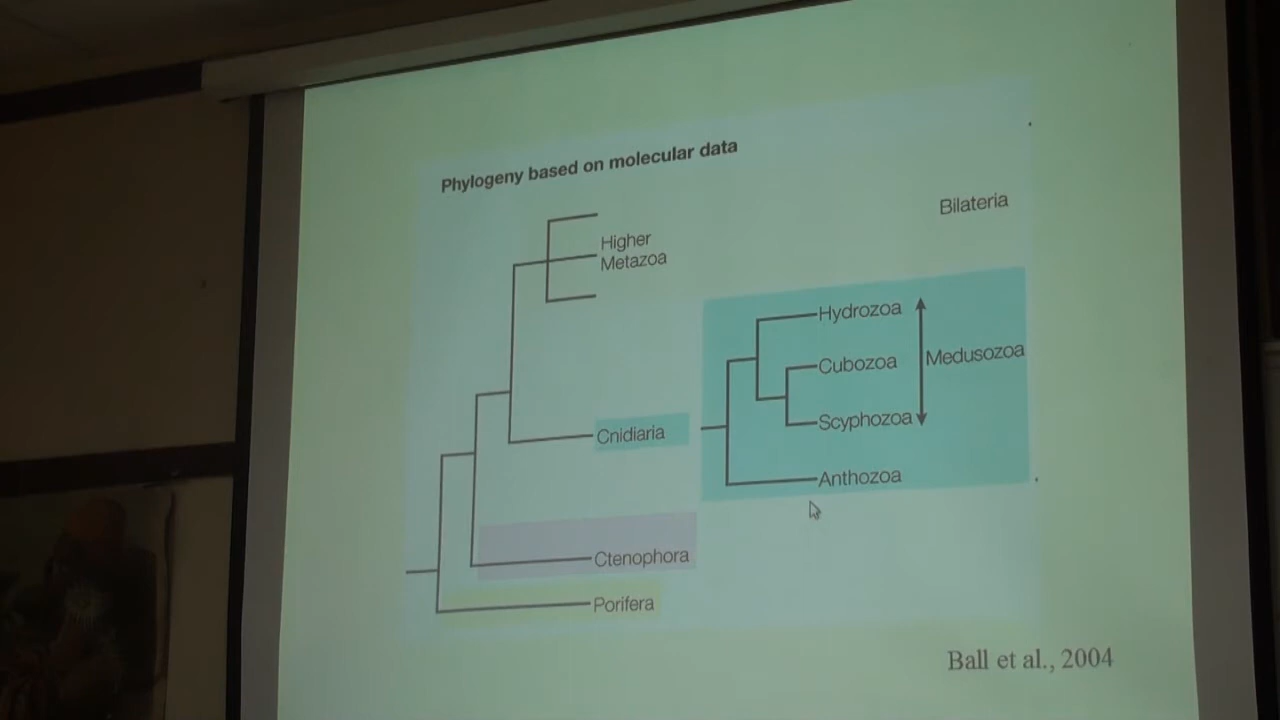 Phylogeny based on molecular data
Bilateria
Higher
Metazoa
Hydrozoa
Cubozoa
Medusozoa
Scyphozoa
Cnidiaria
Anthozoa
Ctenophora
Porifera
Ball et al., 2004